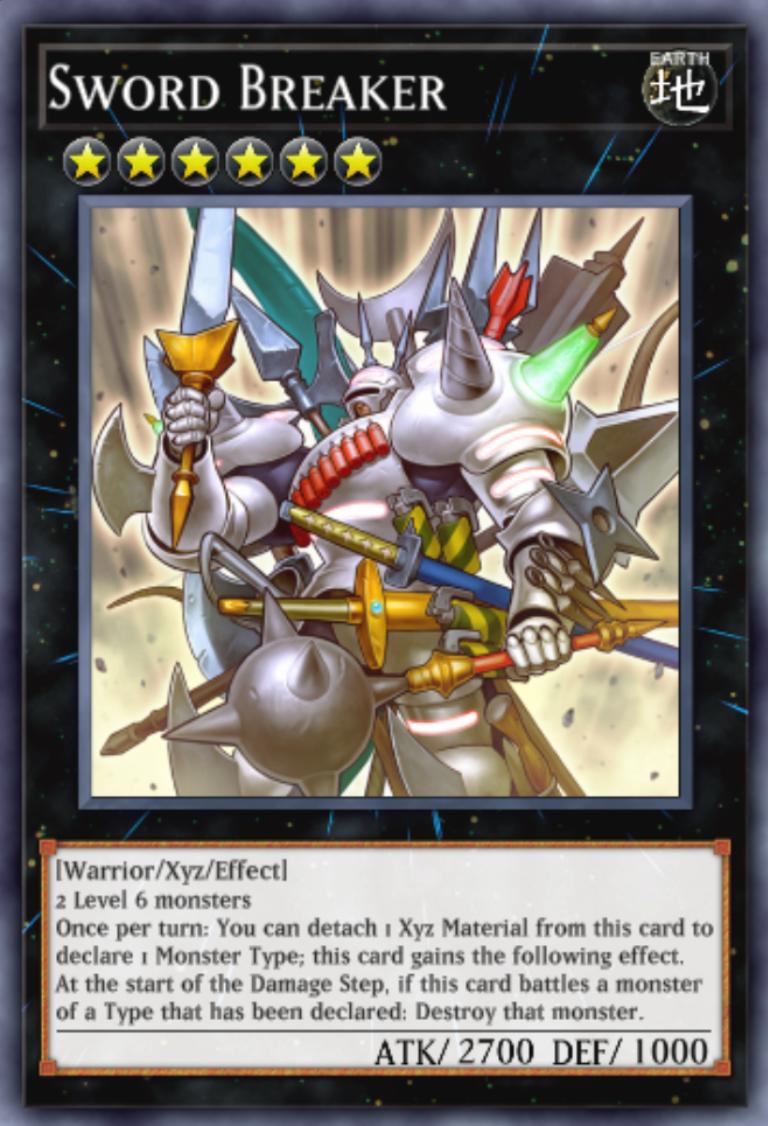 Sword Breaker
EARTH
地
[Warrior/Xyz/Effect]
2 Level 6 monsters
Once per turn: You can detach 1 Xyz Material from this card to
declare 1 Monster Type; this card gains the following effect.
At the start of the Damage Step, if this card battles a monster
of a Type that has been declared: Destroy that monster.
ATK/ 2700 DEF/ 1000